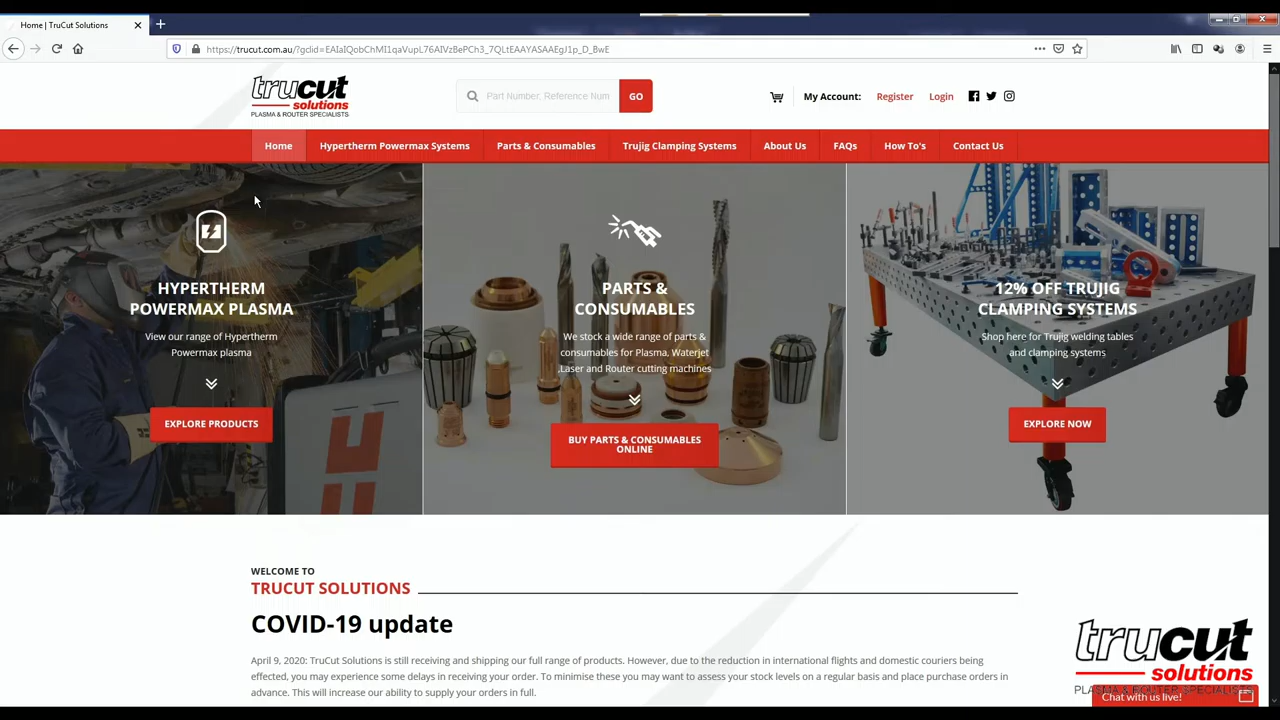 Home | TruCut Solutions
https://trucut.com.au/?gclid=EAIaIQobChMI1qaVupL76AIVzBePCh3_7QLtEAAYASAAEgJ1p_D_BwE
trucut
solutions
PLASMA & ROUTER SPECIALISTS
Part Number, Reference Num
GO
My Account:
Register
Login
Home
Hypertherm Powermax Systems
Parts & Consumables
Trujig Clamping Systems
About Us
FAQs
How To's
Contact Us
HYPERTHERM
POWERMAX PLASMA
View our range of Hypertherm
Powermax plasma
EXPLORE PRODUCTS
PARTS &
CONSUMABLES
We stock a wide range of parts &
consumables for Plasma, Waterjet
,Laser and Router cutting machines
BUY PARTS & CONSUMABLES
ONLINE
12% OFF TRUJIG
CLAMPING SYSTEMS
Shop here for Trujig welding tables
and clamping systems
EXPLORE NOW
WELCOME TO
TRUCUT SOLUTIONS
COVID-19 update
April 9, 2020: TruCut Solutions is still receiving and shipping our full range of products. However, due to the reduction in international flights and domestic couriers being
effected, you may experience some delays in receiving your order. To minimise these you may want to assess your stock levels on a regular basis and place purchase orders in
advance. This will increase our ability to supply your orders in full.
trucut
solutions
PLASMA & ROUTER SPECIALISTS
Chat with us live!